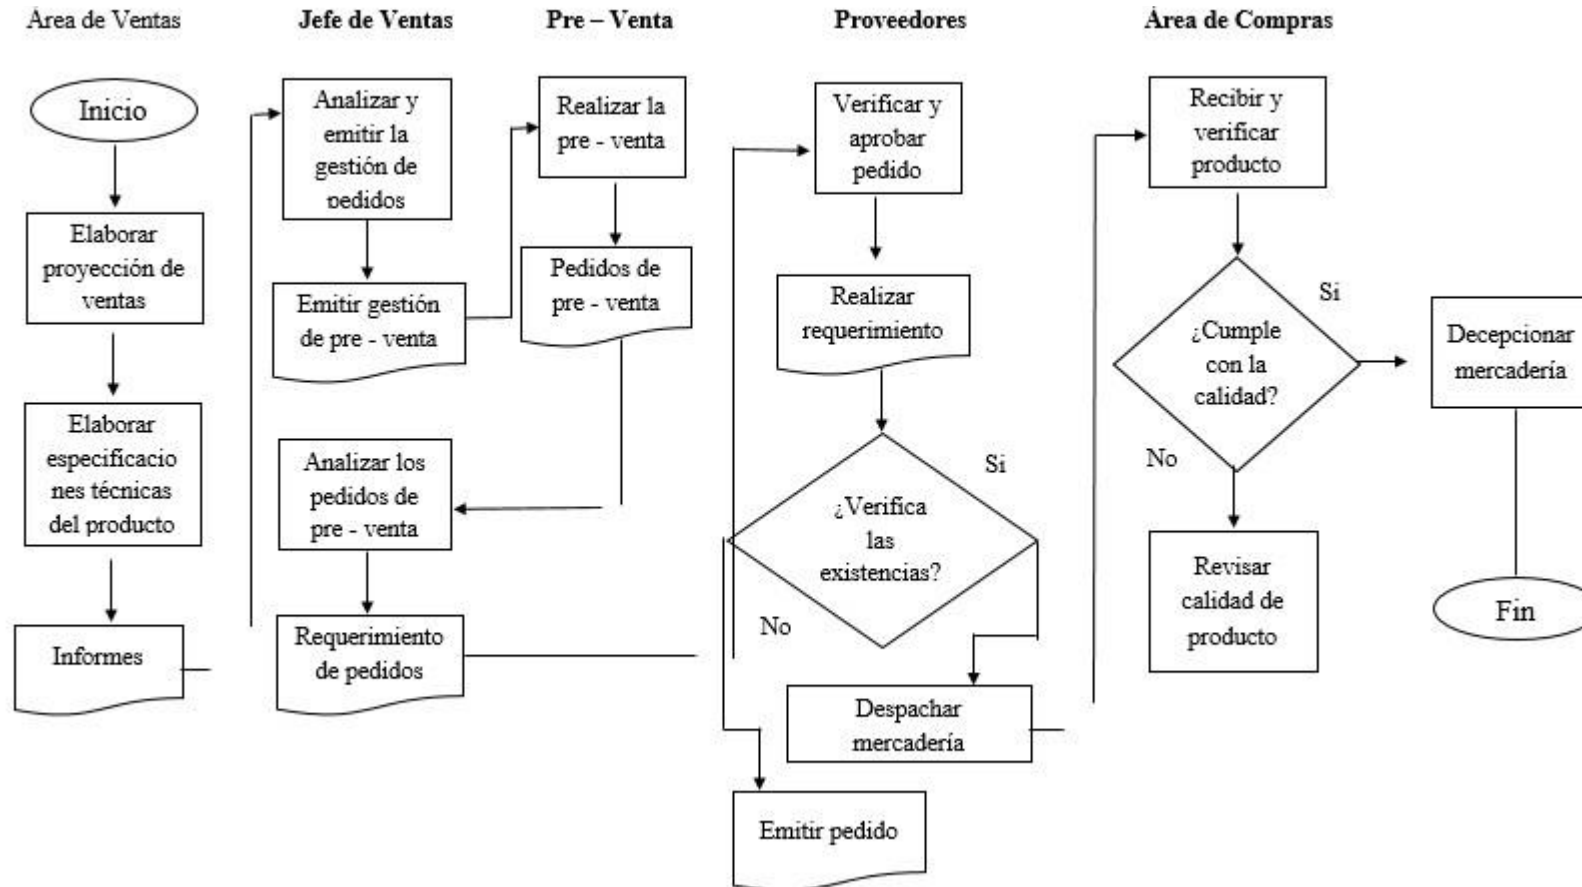 Área de Ventas
Jefe de Ventas
Pre – Venta
Proveedores
Área de Compras
Inicio
Elaborar
proyección de
ventas
Elaborar
especificacio
nes técnicas
del producto
Informes
Analizar y
emitir la
gestión de
pedidos
Emitir gestión
de pre - venta
Analizar los
pedidos de
pre - venta
Requerimiento
de pedidos
Realizar la
pre - venta
Pedidos de
pre - venta
Verificar y
aprobar
pedido
Realizar
requerimiento
¿Verifica
las
existencias?
Si
No
Despachar
mercadería
Emitir pedido
Recibir y
verificar
producto
¿Cumple
con la
calidad?
Si
No
Revisar
calidad de
producto
Decepcionar
mercadería
Fin